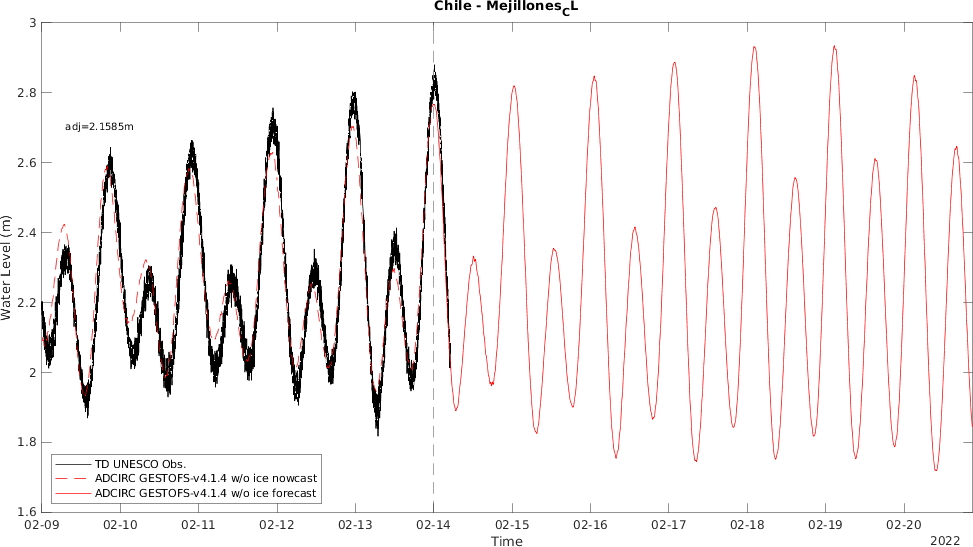 Chile - Mejillones_CL
3
2.8
2.6
2.4
2.2
2
1.8
1.6
Water Level (m)
adj=2.1585m
TD UNESCO Obs.
ADCIRC GESTOFS-v4.1.4 w/o ice nowcast
ADCIRC GESTOFS-v4.1.4 w/o ice forecast
02-09 02-10 02-11 02-12 02-13 02-14 02-15 02-16 02-17 02-18 02-19 02-20
Time
2022